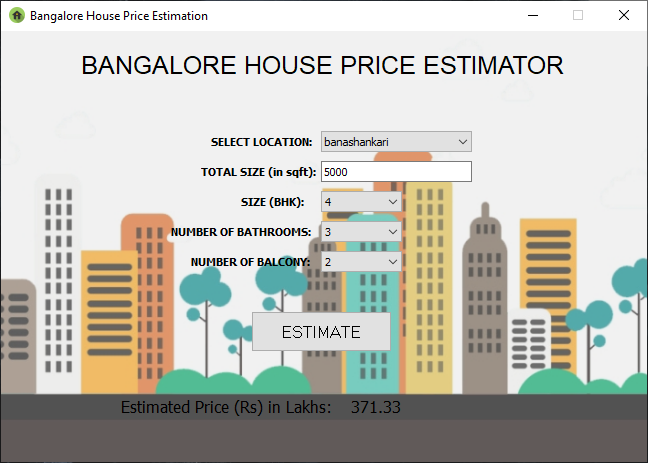 Bangalore House Price Estimation
BANGALORE HOUSE PRICE ESTIMATOR
SELECT LOCATION: banashankari
TOTAL SIZE (in sqft): 5000
SIZE (BHK): 4
NUMBER OF BATHROOMS: 3
NUMBER OF BALCONY: 2
ESTIMATE
Estimated Price (Rs) in Lakhs: 371.33